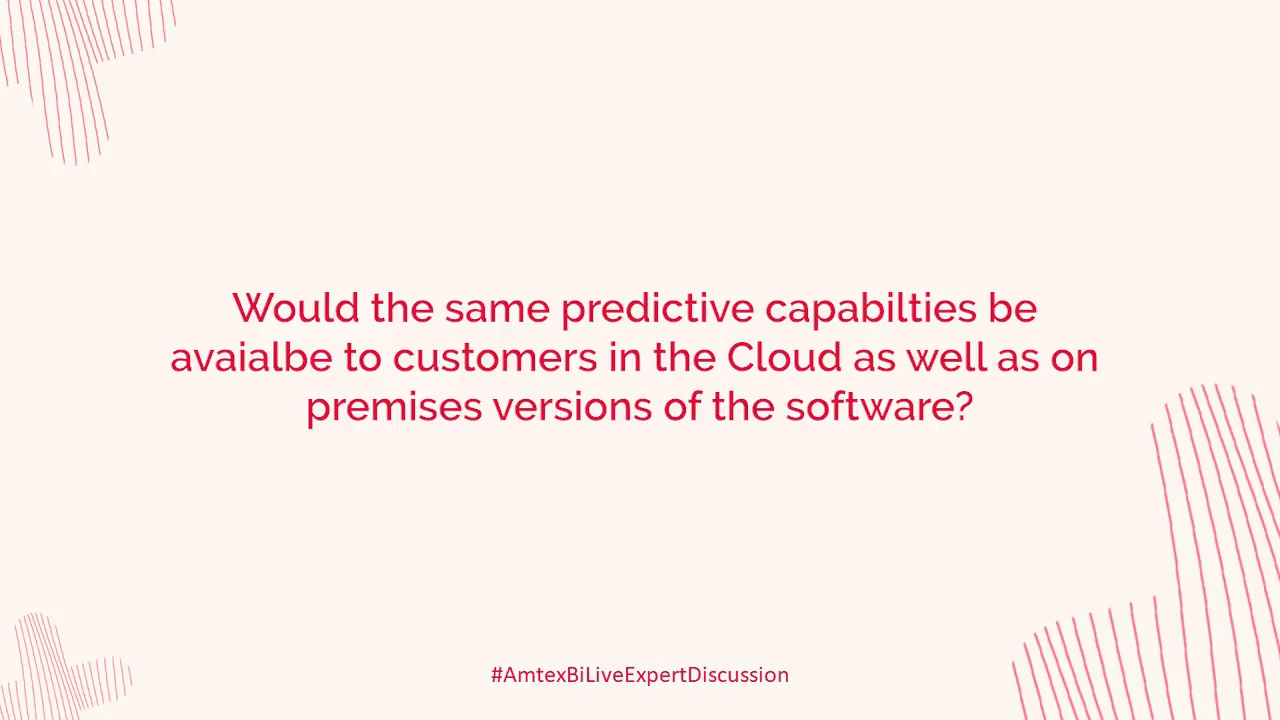 Would the same predictive capabilties be
avaialbe to customers in the Cloud as well as on
premises versions of the software?
#AmtexBiLiveExpertDiscussion